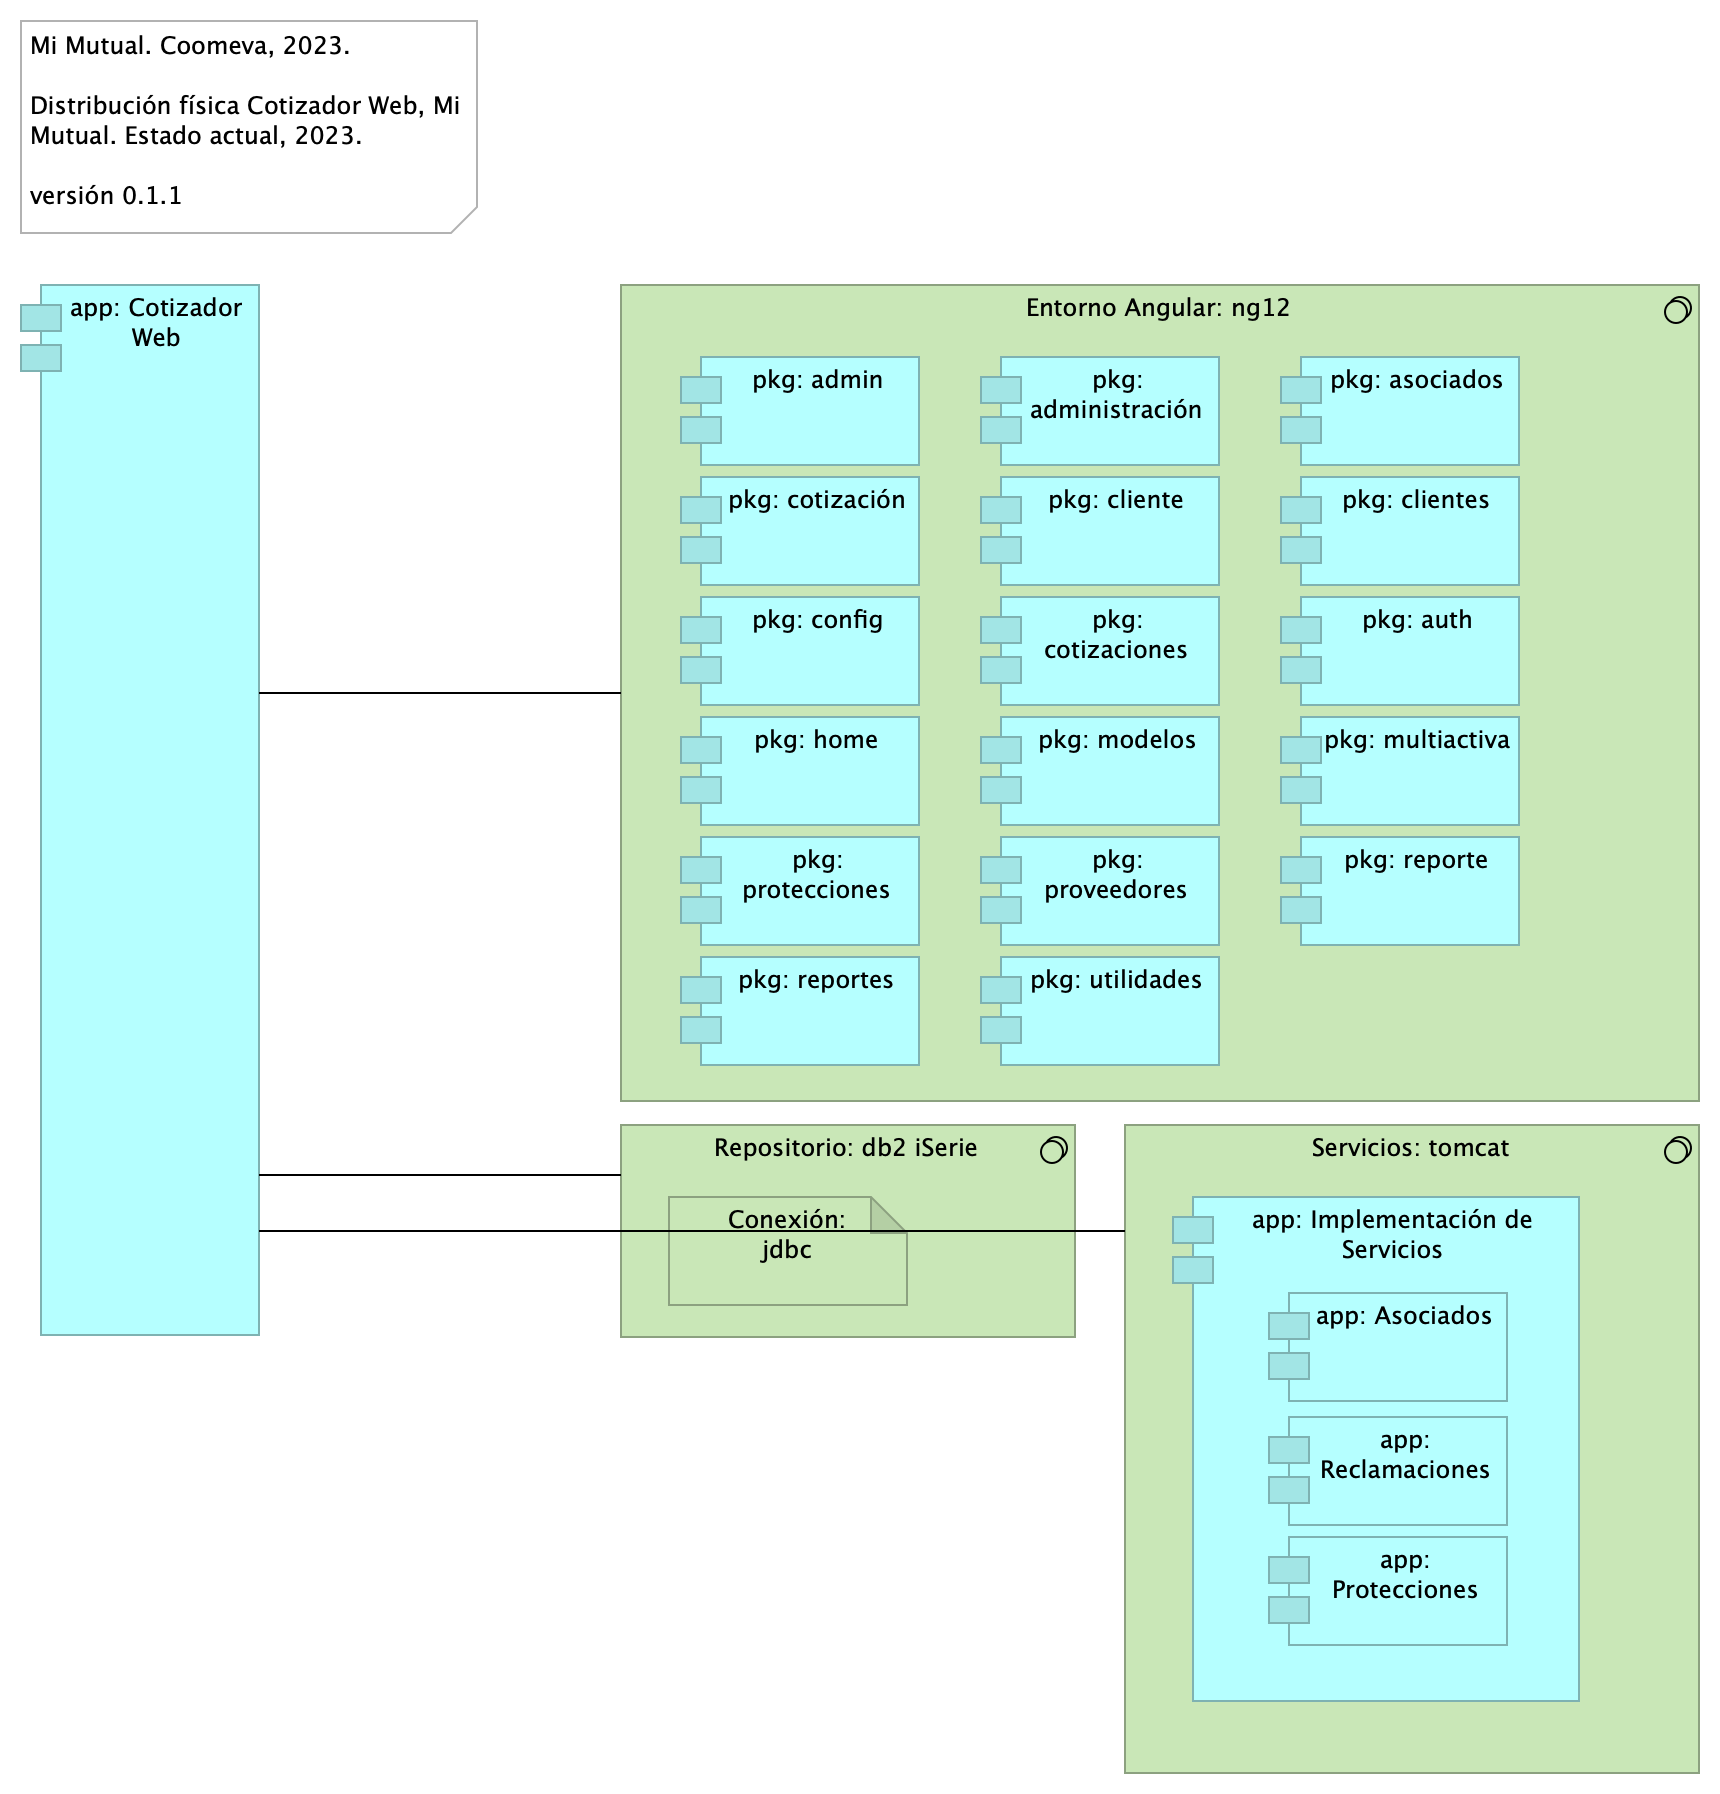 Mi Mutual. Coomeva, 2023.
Distribución física Cotizador Web, Mi
Mutual. Estado actual, 2023.
versión 0.1.1
app: Cotizador
Web
Entorno Angular: ng12
pkg: admin
pkg:
administración
pkg: asociados
pkg: cotización
pkg: cliente
pkg: clientes
pkg: config
pkg:
cotizaciones
pkg: auth
pkg: home
pkg: modelos
pkg: multiactiva
pkg:
protecciones
pkg:
proveedores
pkg: reporte
pkg: reportes
pkg: utilidades
Repositorio: db2 iSerie
Conexión:
jdbc
Servicios: tomcat
app: Implementación de
Servicios
app: Asociados
app:
Reclamaciones
app:
Protecciones